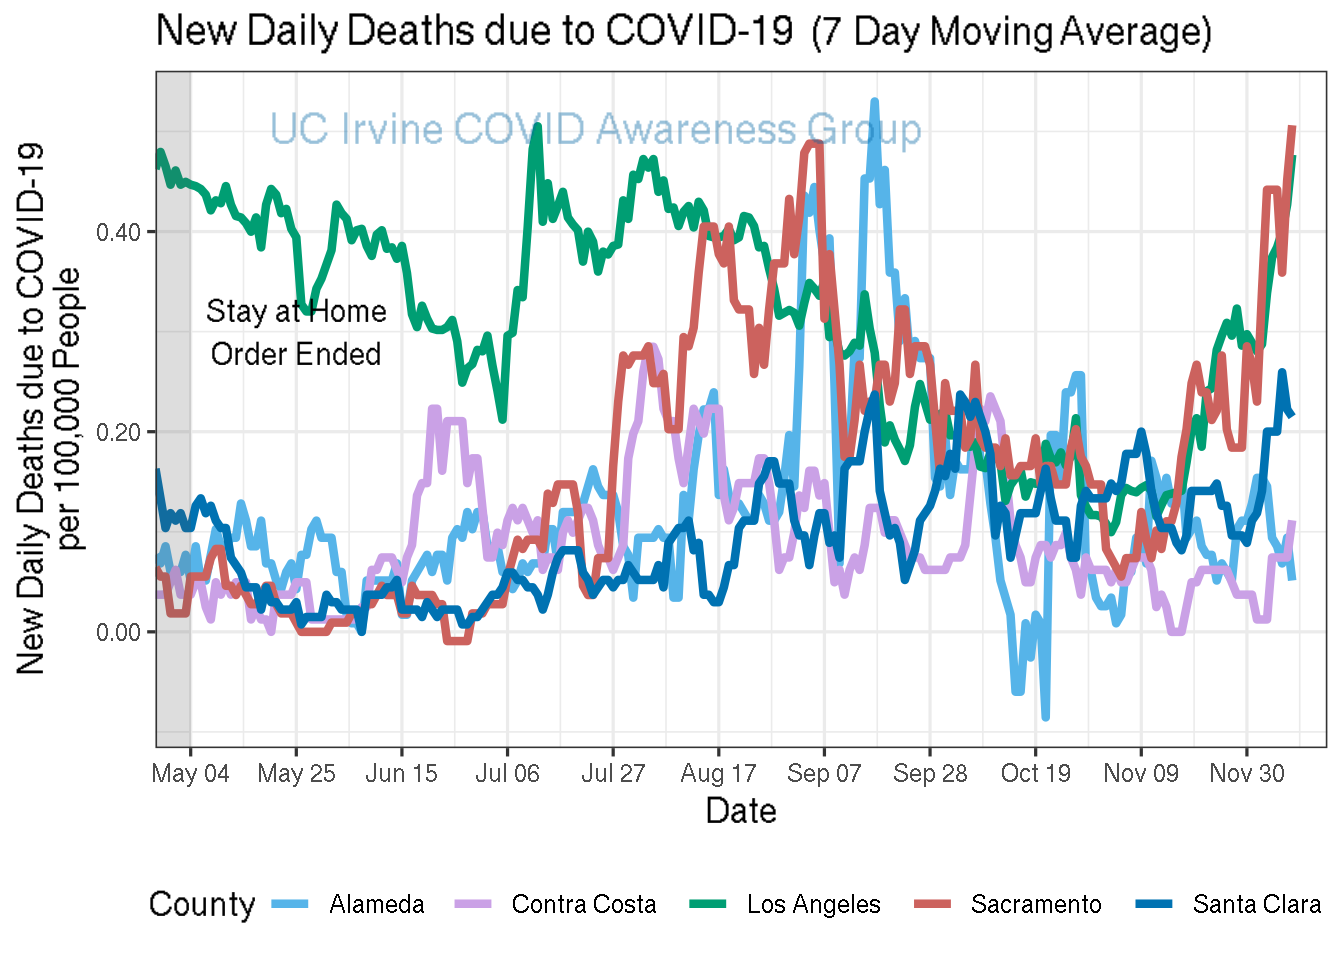 New Daily Deaths due to COVID-19 (7 Day Moving Average)
UC Irvine COVID Awareness Group
New Daily Deaths due to COVID-19
per 100,000 People
0.40
0.20
0.00
Stay at Home
Order Ended
May 04 May 25 Jun 15 Jul 06 Jul 27 Aug 17 Sep 07 Sep 28 Oct 19 Nov 09 Nov 30
Date
County Alameda Contra Costa Los Angeles Sacramento Santa Clara